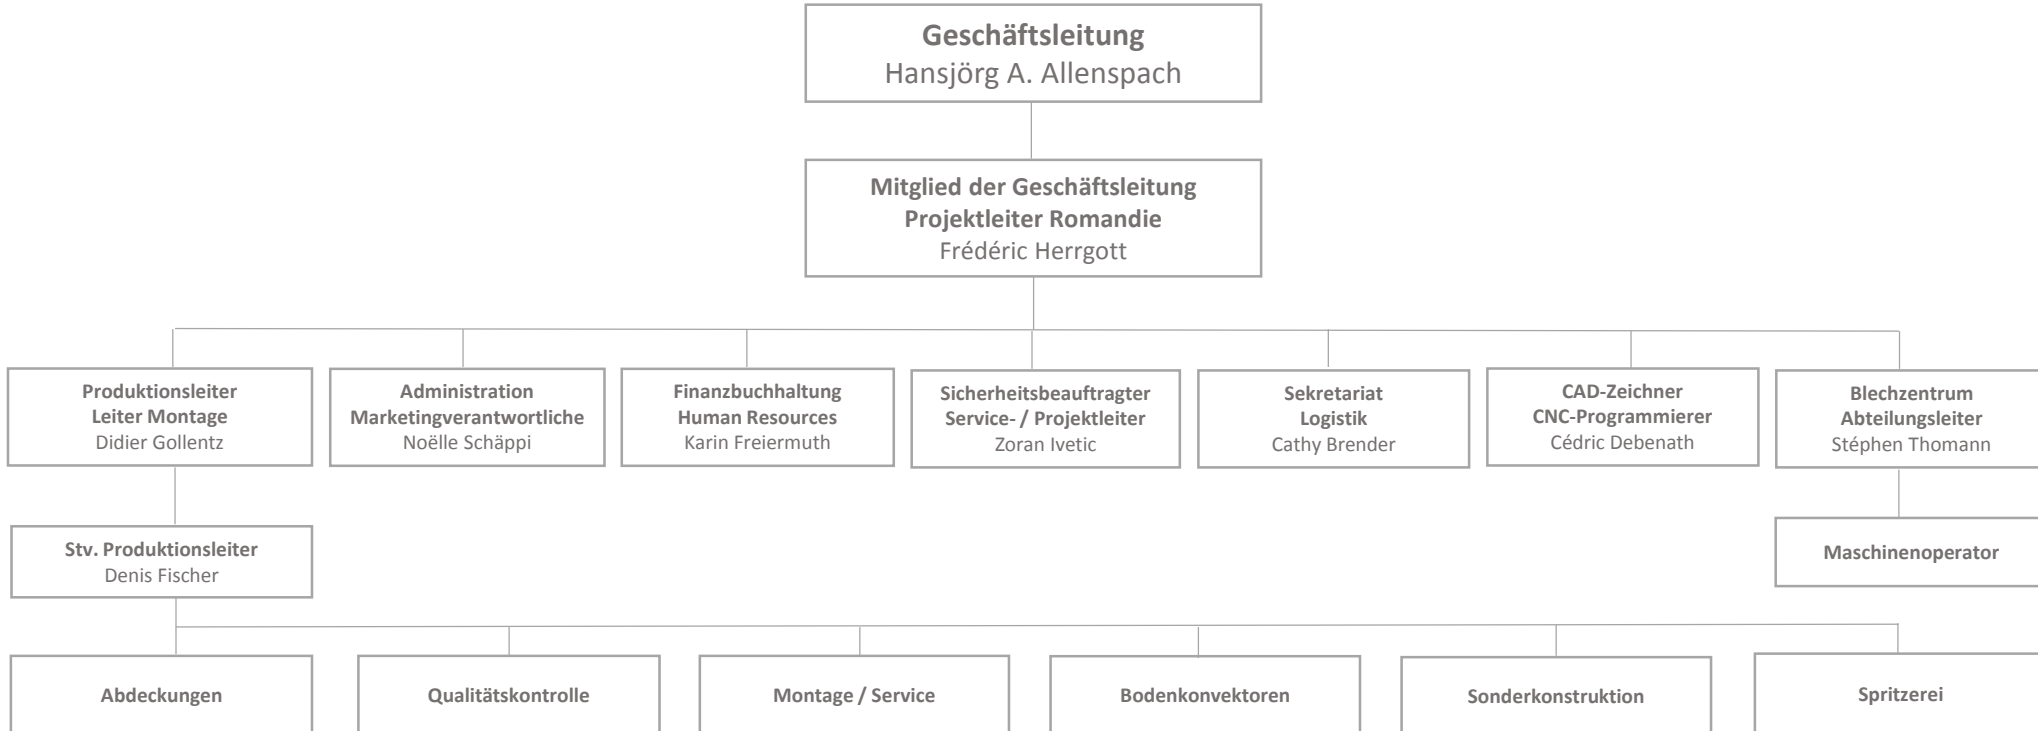 Geschäftsleitung
Hansjörg A. Allenspach
Mitglied der Geschäftsleitung
Projektleiter Romandie
Frédéric Herrgott
Produktionsleiter
Leiter Montage
Didier Gollentz
Administration
Marketingverantwortliche
Noëlle Schäppi
Finanzbuchhaltung
Human Resources
Karin Freiermuth
Sicherheitsbeauftragter
Service- / Projektleiter
Zoran Ivetic
Sekretariat
Logistik
Cathy Brender
CAD-Zeichner
CNC-Programmierer
Cédric Debenath
Blechzentrum
Abteilungsleiter
Stéphen Thomann
Stv. Produktionsleiter
Denis Fischer
Maschinenoperator
Abdeckungen
Qualitätskontrolle
Montage / Service
Bodenkonvektoren
Sonderkonstruktion
Spritzerei